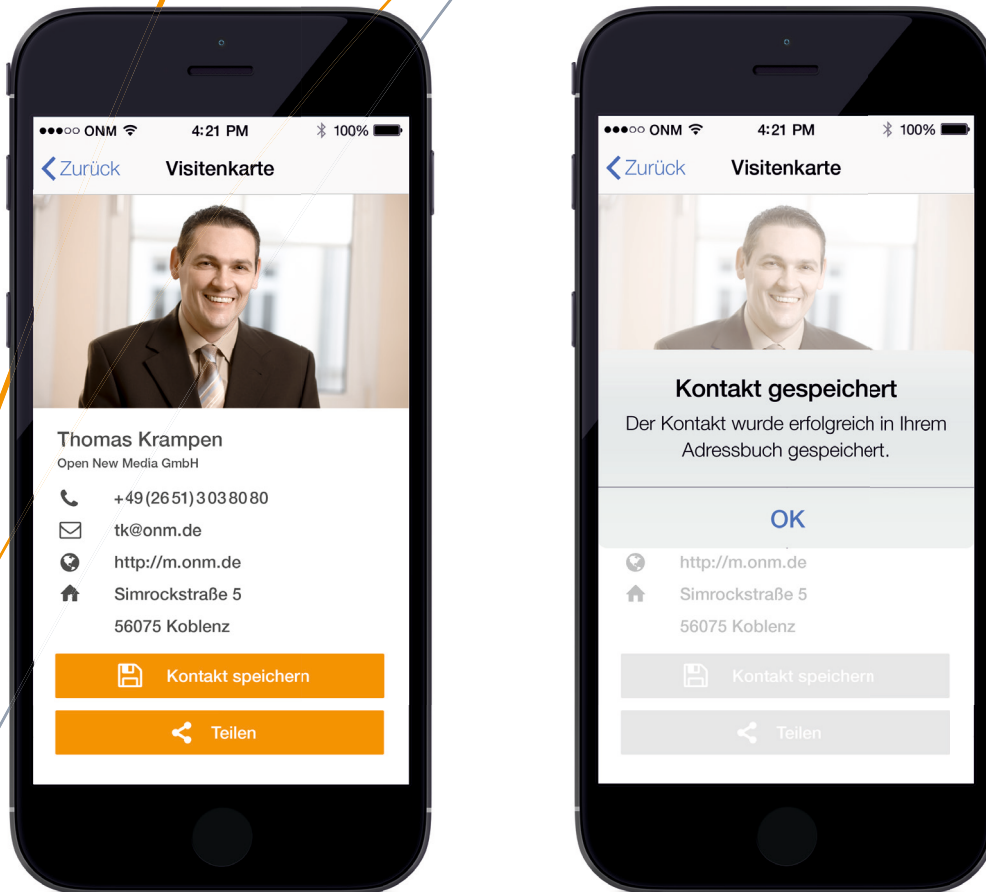 ONM 4:21 PM 100%
Zurück Visitenkarte
Thomas Krampen
Open New Media GmbH
+49(2651)3038080
tk@onm.de
http://m.onm.de
Simrockstraße 5
56075 Koblenz
Kontakt speichern
Teilen
ONM 4:21 PM 100%
Zurück Visitenkarte
Kontakt gespeichert
Der Kontakt wurde erfolgreich in Ihrem
Adressbuch gespeichert.
OK
http://m.onm.de
Simrockstraße 5
56075 Koblenz
Kontakt speichern
Teilen